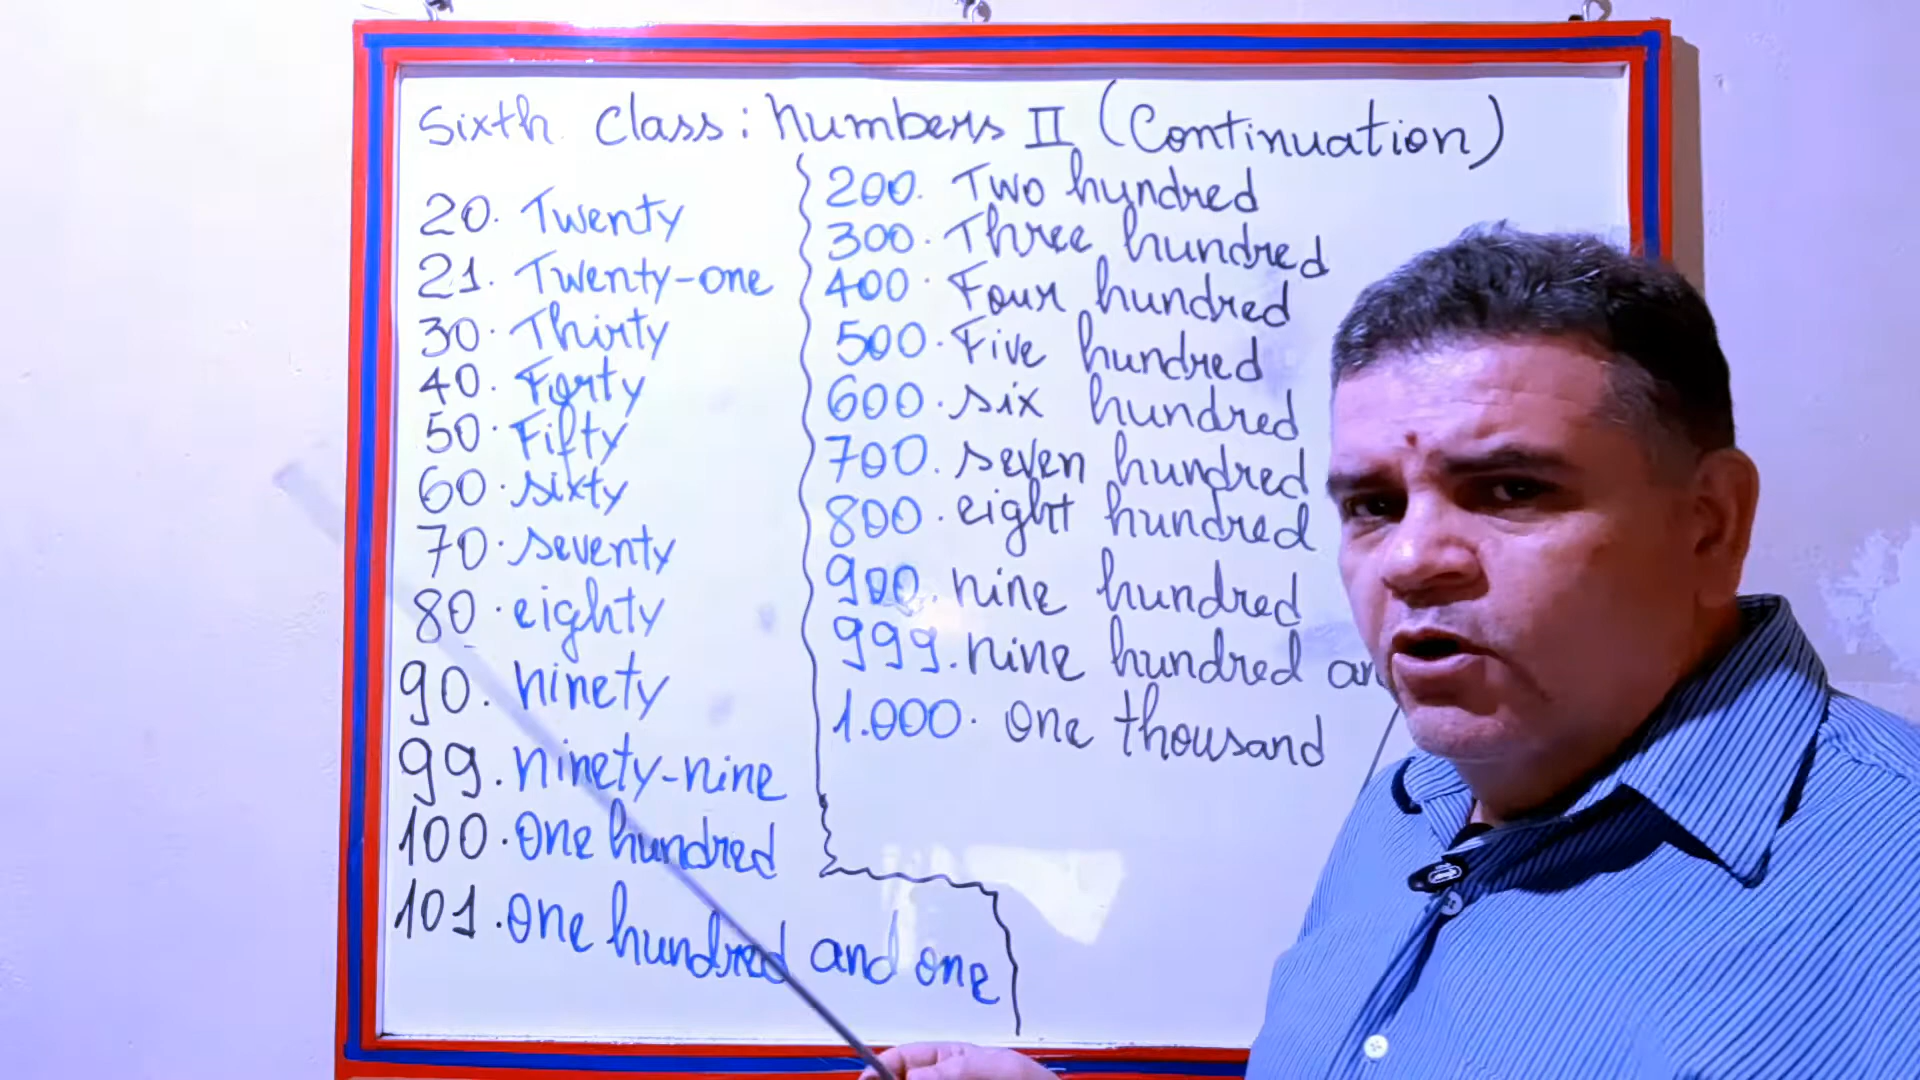 Sixth Class: Numbers II (Continuation)
20. Twenty
21. Twenty-one
30. Thirty
40. Forty
50. Fifty
60. sixty
70. seventy
80. eighty
90. ninety
99. ninety-nine
100. One hundred
101. One hundred and one
200. Two hundred
300. Three hundred
400. Four hundred
500. Five hundred
600. six hundred
700. seven hundred
800. eight hundred
900. nine hundred
999. nine hundred
1.000. one thousand